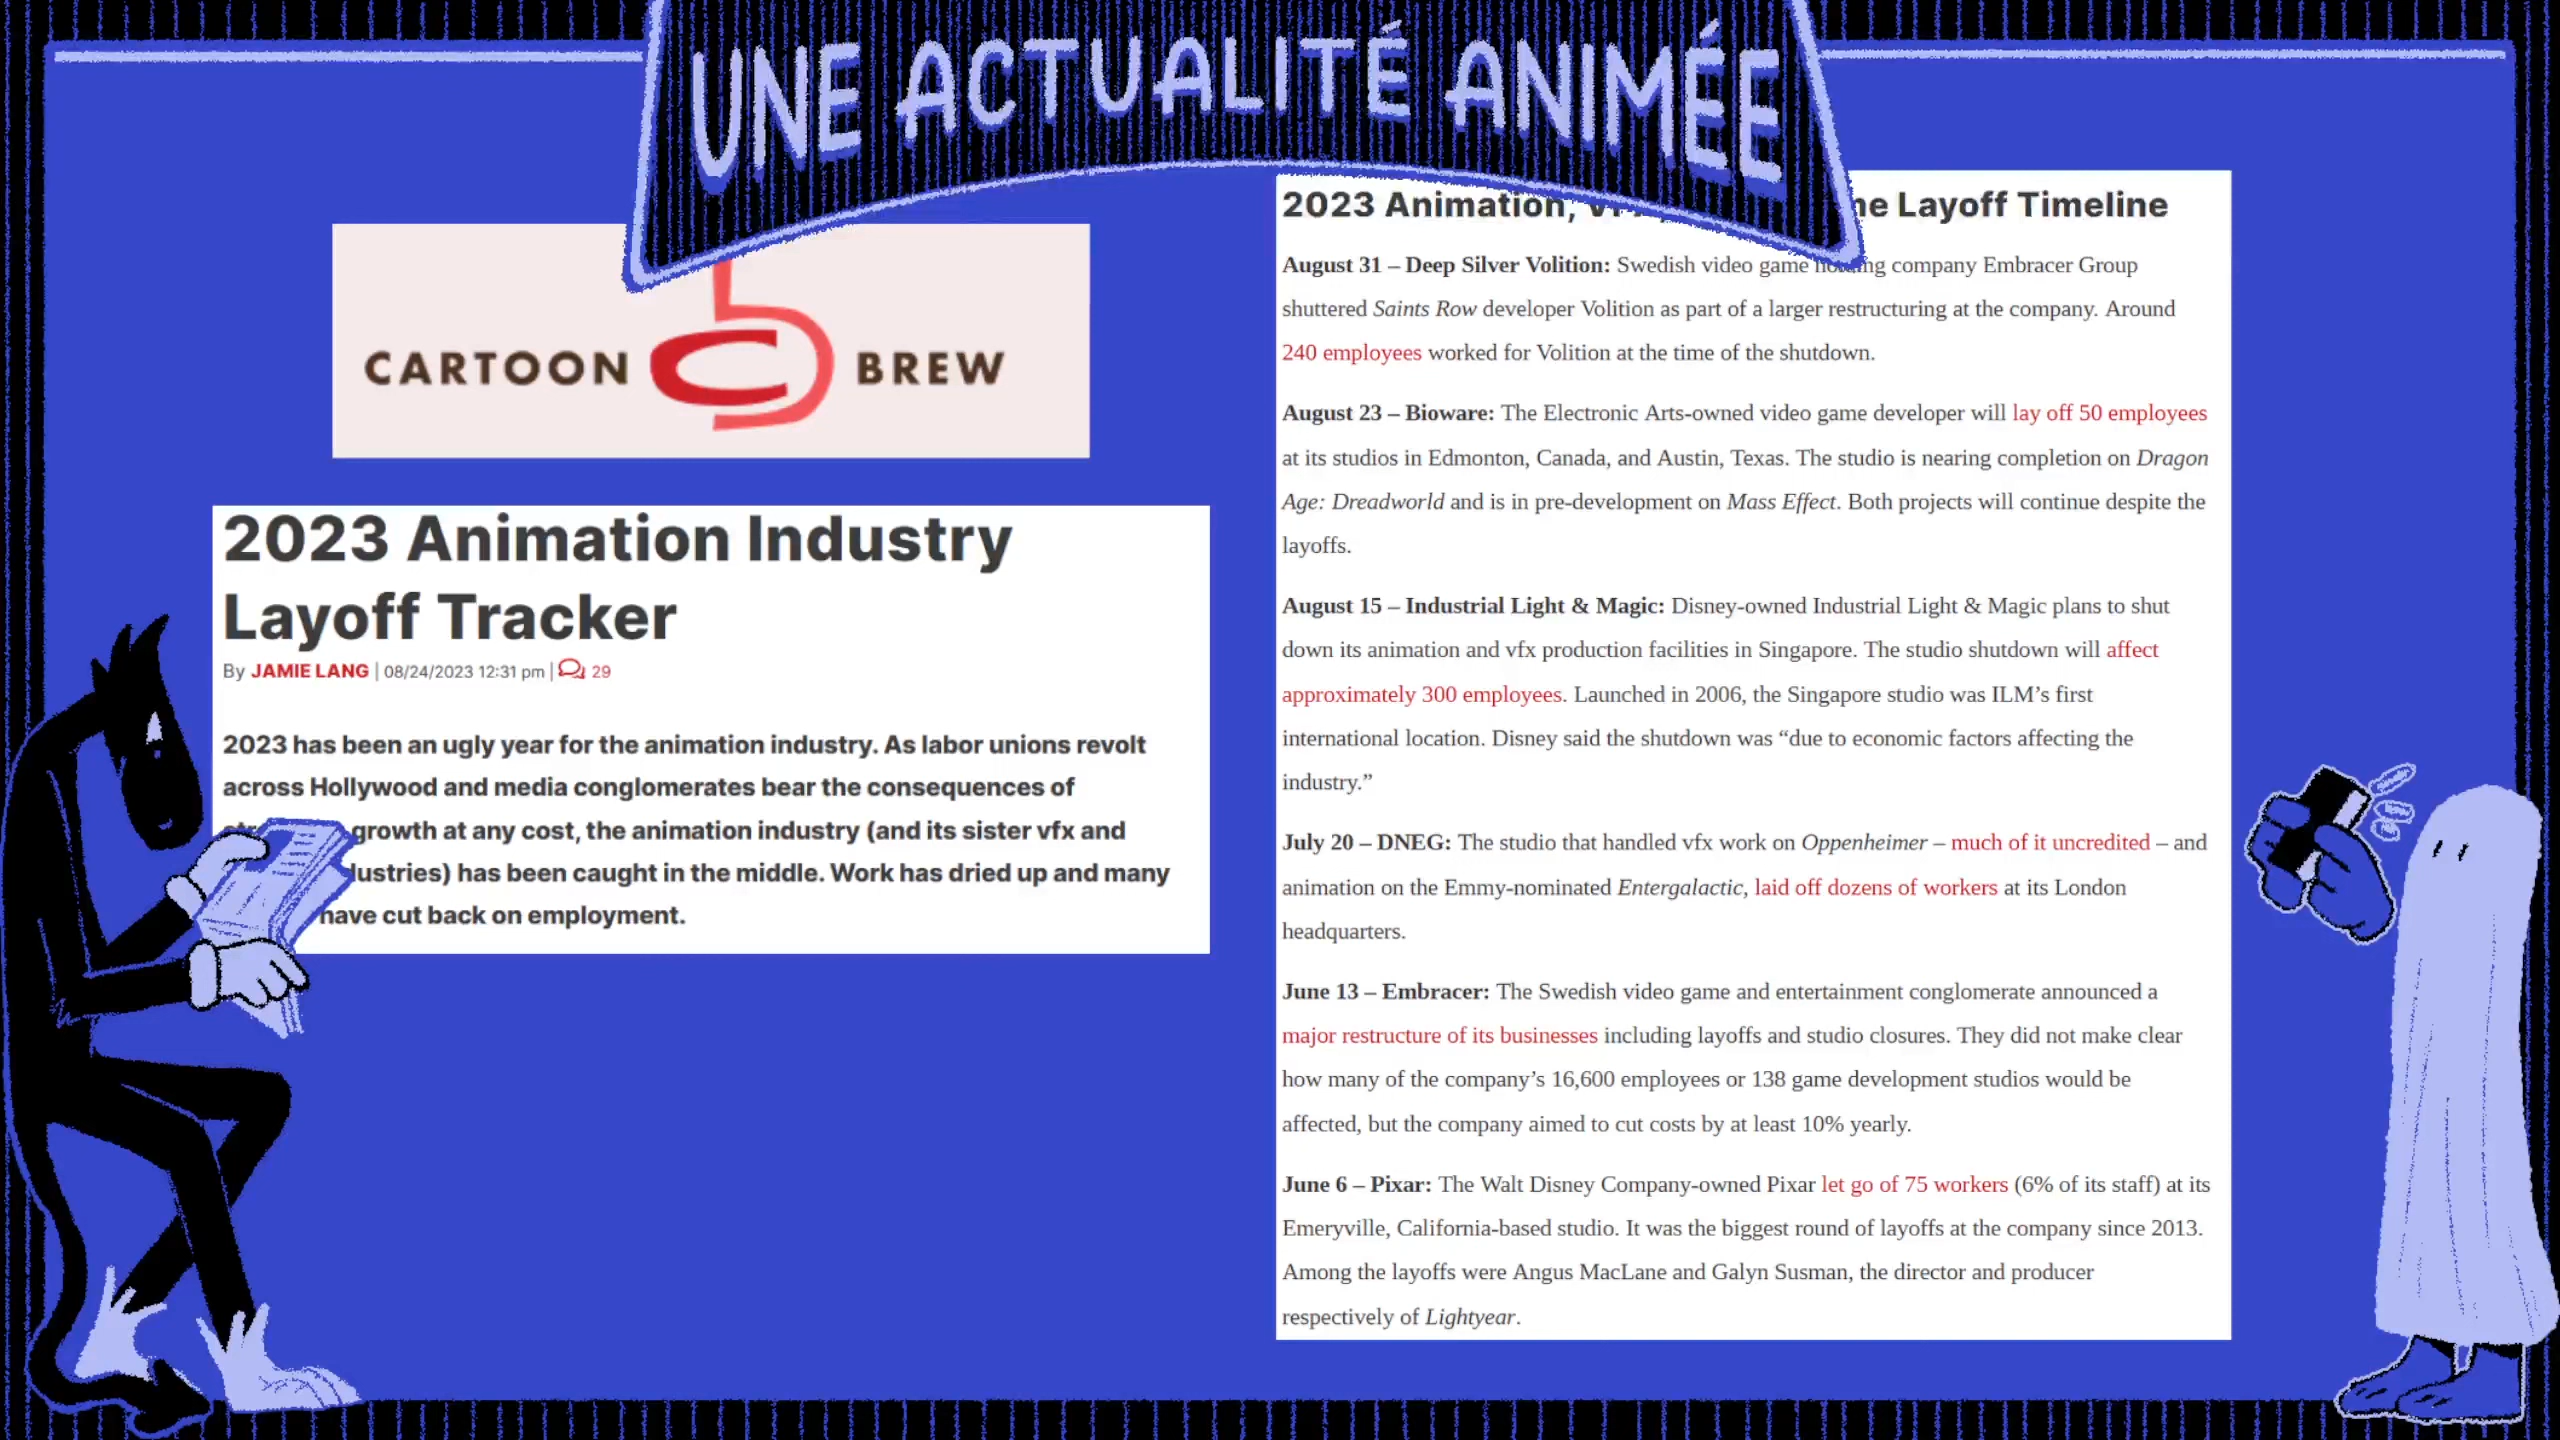 UNE ACTUALITÉ ANIMÉE
CARTOON BREW
2023 Animation Industry
Layoff Tracker
By JAMIE LANG | 08/24/2023 12:31 pm | 29
2023 has been an ugly year for the animation industry. As labor unions revolt
across Hollywood and media conglomerates bear the consequences of
growth at any cost, the animation industry (and its sister vfx and
has been caught in the middle. Work has dried up and many
have cut back on employment.
2023 Animation, Layoff Timeline
August 31 – Deep Silver Volition: Swedish video game company Embracer Group
shuttered Saints Row developer Volition as part of a larger restructuring at the company. Around
240 employees worked for Volition at the time of the shutdown.
August 23 – Bioware: The Electronic Arts-owned video game developer will lay off 50 employees
at its studios in Edmonton, Canada, and Austin, Texas. The studio is nearing completion on Dragon
Age: Dreadworld and is in pre-development on Mass Effect. Both projects will continue despite the
layoffs.
August 15 – Industrial Light & Magic: Disney-owned Industrial Light & Magic plans to shut
down its animation and vfx production facilities in Singapore. The studio shutdown will affect
approximately 300 employees. Launched in 2006, the Singapore studio was ILM’s first
international location. Disney said the shutdown was “due to economic factors affecting the
industry.”
July 20 – DNEG: The studio that handled vfx work on Oppenheimer – much of it uncredited – and
animation on the Emmy-nominated Entergalactic, laid off dozens of workers at its London
headquarters.
June 13 – Embracer: The Swedish video game and entertainment conglomerate announced a
major restructure of its businesses including layoffs and studio closures. They did not make clear
how many of the company’s 16,600 employees or 138 game development studios would be
affected, but the company aimed to cut costs by at least 10% yearly.
June 6 – Pixar: The Walt Disney Company-owned Pixar let go of 75 workers (6% of its staff) at its
Emeryville, California-based studio. It was the biggest round of layoffs at the company since 2013.
Among the layoffs were Angus MacLane and Galyn Susman, the director and producer
respectively of Lightyear.